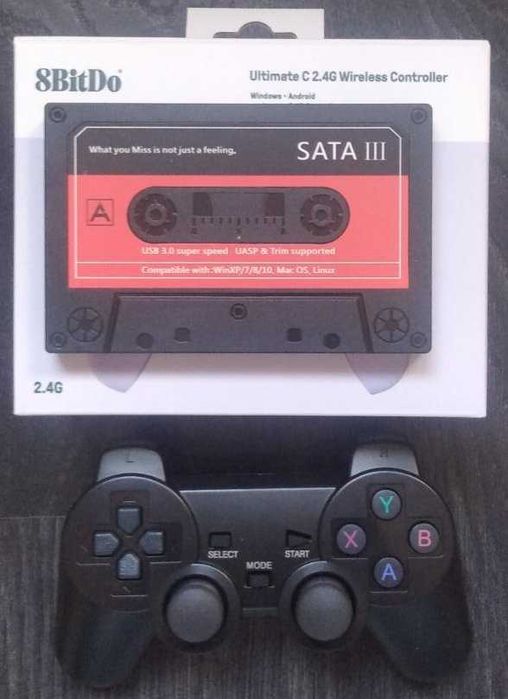 8BitDo
Ultimate C 2.4G Wireless Controller
Windows · Android
What you Miss is not just a feeling.
SATA III
A
USB 3.0 super speed UASP & Trim supported
Compatible with:WinXP/7/8/10, Mac OS, Linux
2.4G
L
R
Y
X
B
A
SELECT
START
MODE